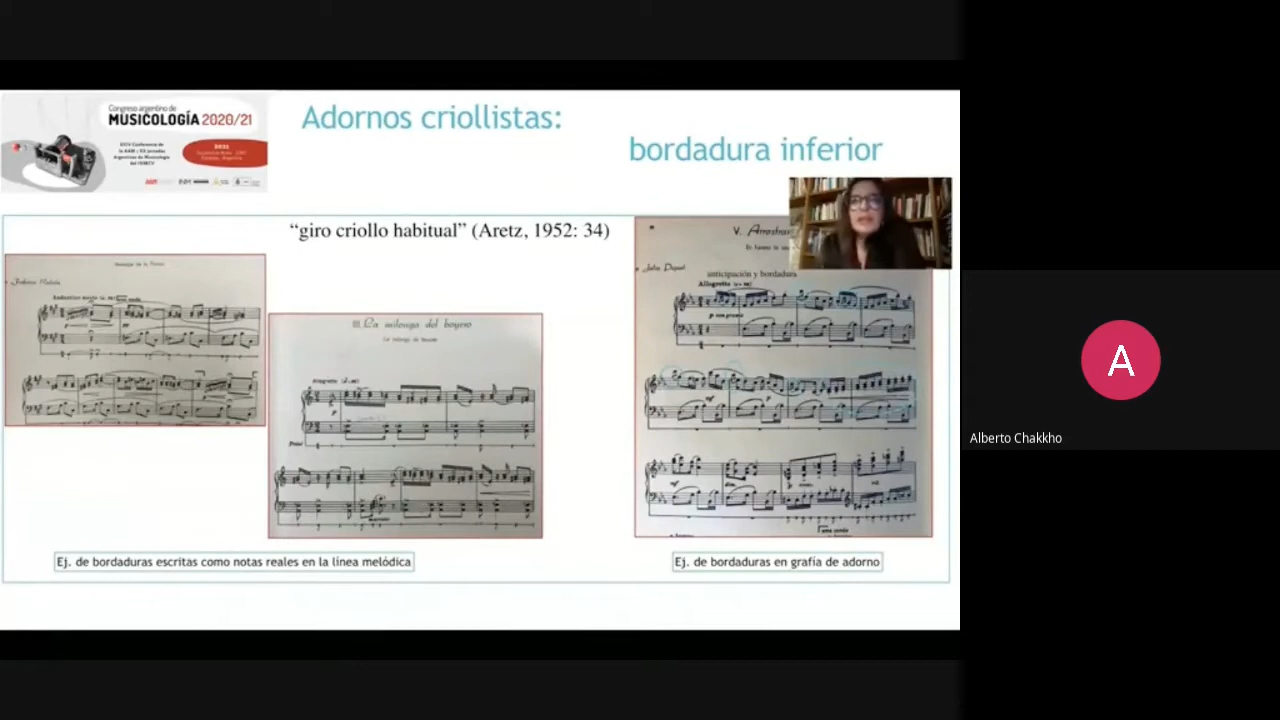 Congreso argentino de
MUSICOLOGÍA 2020/21
Adornos criollistas:
bordadura inferior
“giro criollo habitual” (Aretz, 1952: 34)
V.
anticipación y bordadura
Allegretto
III La milonga del boyero
Allegretto
Ej. de bordaduras escritas como notas reales en la línea melódica
Ej. de bordaduras en grafía de adorno
A
Alberto Chakkho